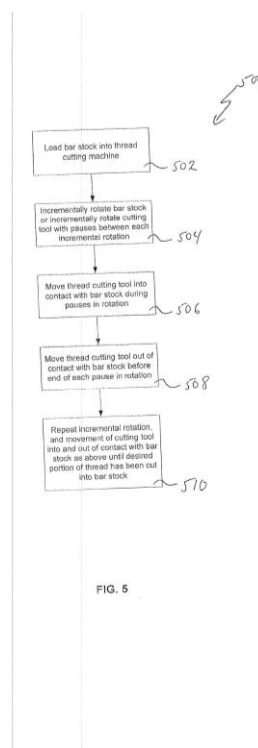 Load bar stock into thread
cutting machine
502
Incrementally rotate bar stock
or incrementally rotate cutting
tool with pauses between each
incremental rotation
504
Move thread cutting tool into
contact with bar stock during
pauses in rotation
506
Move thread cutting tool out of
contact with bar stock before
end of each pause in rotation
508
Repeat incremental rotation,
and movement of cutting tool
into and out of contact with bar
stock as above until desired
portion of thread has been cut
into bar stock
510
FIG. 5